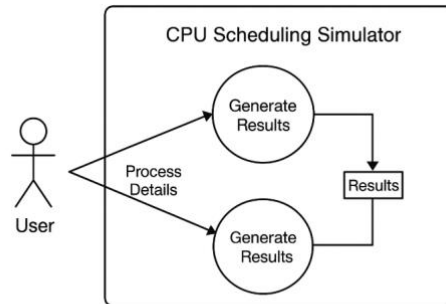 CPU Scheduling Simulator
Generate
Results
Process
Details
Results
User
Generate
Results